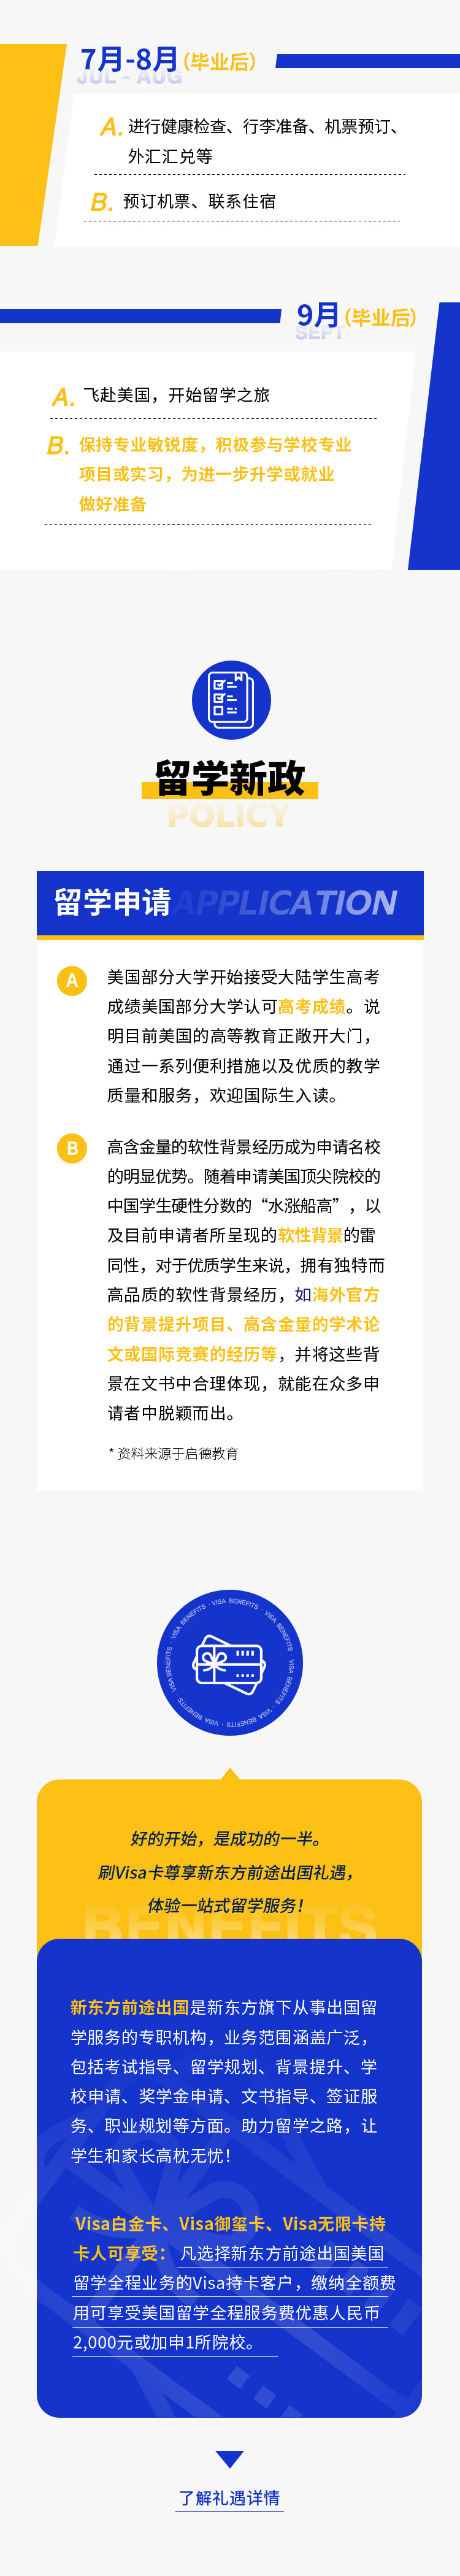 7月-8月(毕业后)
JUL - AUG
A. 进行健康检查、行李准备、机票预订、
外汇汇兑等
B. 预订机票、联系住宿
9月(毕业后)
SEPT
A. 飞赴美国，开始留学之旅
B. 保持专业敏锐度，积极参与学校专业
项目或实习，为进一步升学或就业
做好准备
留学新政
POLICY
留学申请APPLICATION
A 美国部分大学开始接受大陆学生高考
成绩美国部分大学认可高考成绩。说
明目前美国的高等教育正敞开大门，
通过一系列便利措施以及优质的教学
质量和服务，欢迎国际生入读。
B 高含金量的软性背景经历成为申请名校
的明显优势。随着申请美国顶尖院校的
中国学生硬性分数的“水涨船高”，以
及目前申请者所呈现的软性背景的雷
同性，对于优质学生来说，拥有独特而
高品质的软性背景经历，如海外官方
的背景提升项目、高含金量的学术论
文或国际竞赛的经历等，并将这些背
景在文书中合理体现，就能在众多申
请者中脱颖而出。
* 资料来源于启德教育
VISA BENEFITS · VISA BENEFITS · VISA BENEFITS · VISA BENEFITS · VISA BENEFITS · VISA BENEFITS · VISA BENEFITS ·
好的开始，是成功的一半。
刷Visa卡尊享新东方前途出国礼遇，
体验一站式留学服务！
BENEFITS
新东方前途出国是新东方旗下从事出国留
学服务的专职机构，业务范围涵盖广泛，
包括考试指导、留学规划、背景提升、学
校申请、奖学金申请、文书指导、签证服
务、职业规划等方面。助力留学之路，让
学生和家长高枕无忧！
Visa白金卡、Visa御玺卡、Visa无限卡持
卡人可享受：凡选择新东方前途出国美国
留学全程业务的Visa持卡客户，缴纳全额费
用可享受美国留学全程服务费优惠人民币
2,000元或加申1所院校。
了解礼遇详情